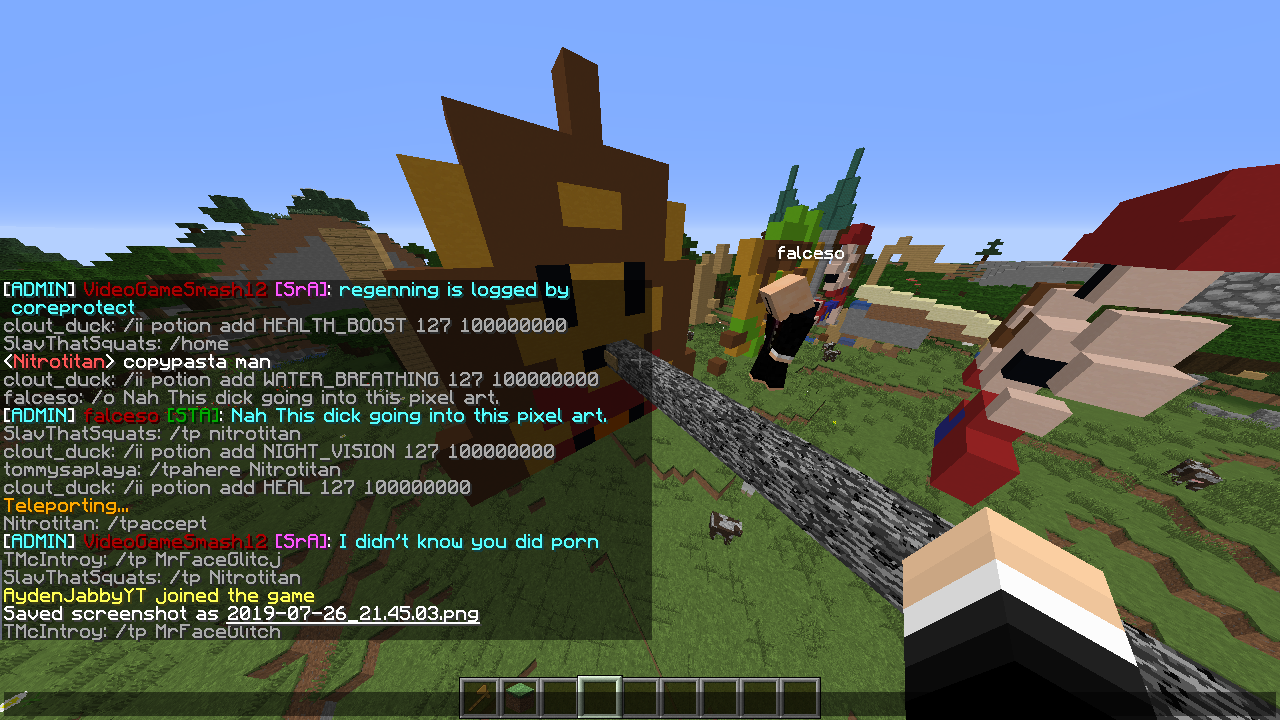 falceso
[ADMIN] VideoGameSmash12 [SrA]: regenning is logged by
coreprotect
clout_duck: /ii potion add HEALTH_BOOST 127 100000000
SlavThatSquats: /home
<Nitrotitan> copypasta man
clout_duck: /ii potion add WATER_BREATHING 127 100000000
falceso: /o Nah This dick going into this pixel art.
[ADMIN] falceso [STA]: Nah This dick going into this pixel art.
SlavThatSquats: /tp nitrotitan
clout_duck: /ii potion add NIGHT_VISION 127 100000000
tommysaplaya: /tpahere Nitrotitan
clout_duck: /ii potion add HEAL 127 100000000
Teleporting...
Nitrotitan: /tpaccept
[ADMIN] VideoGameSmash12 [SrA]: I didn't know you did porn
TMcIntroy: /tp MrFaceGlitcj
SlavThatSquats: /tp Nitrotitan
AydenJabbyYT joined the game
Saved screenshot as 2019-07-26_21.45.03.png
TMcIntroy: /tp MrFaceGlitch